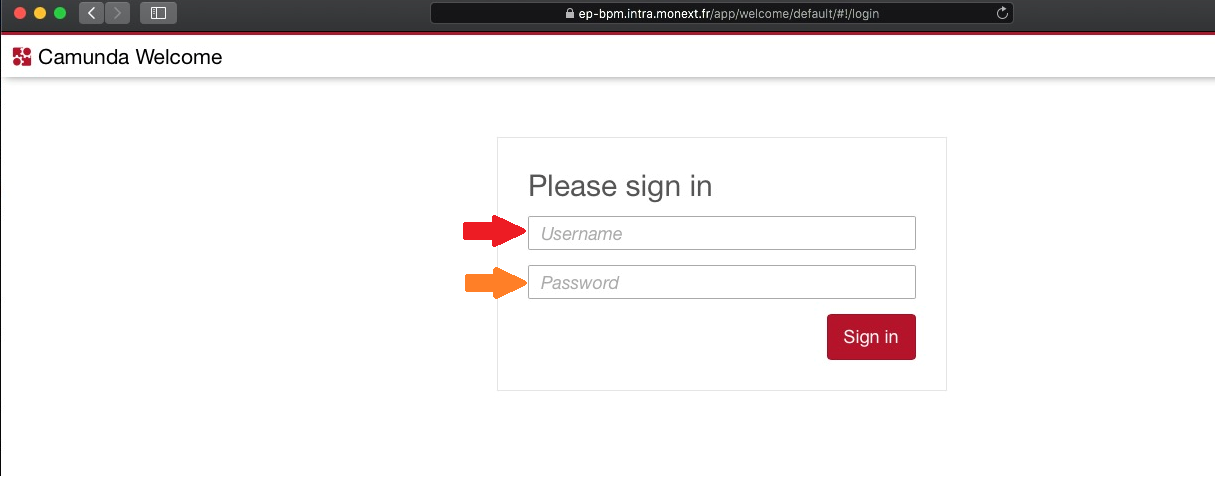 ep-bpm.intra.monext.fr/app/welcome/default/#!/login
Camunda Welcome
Please sign in
Username
Password
Sign in